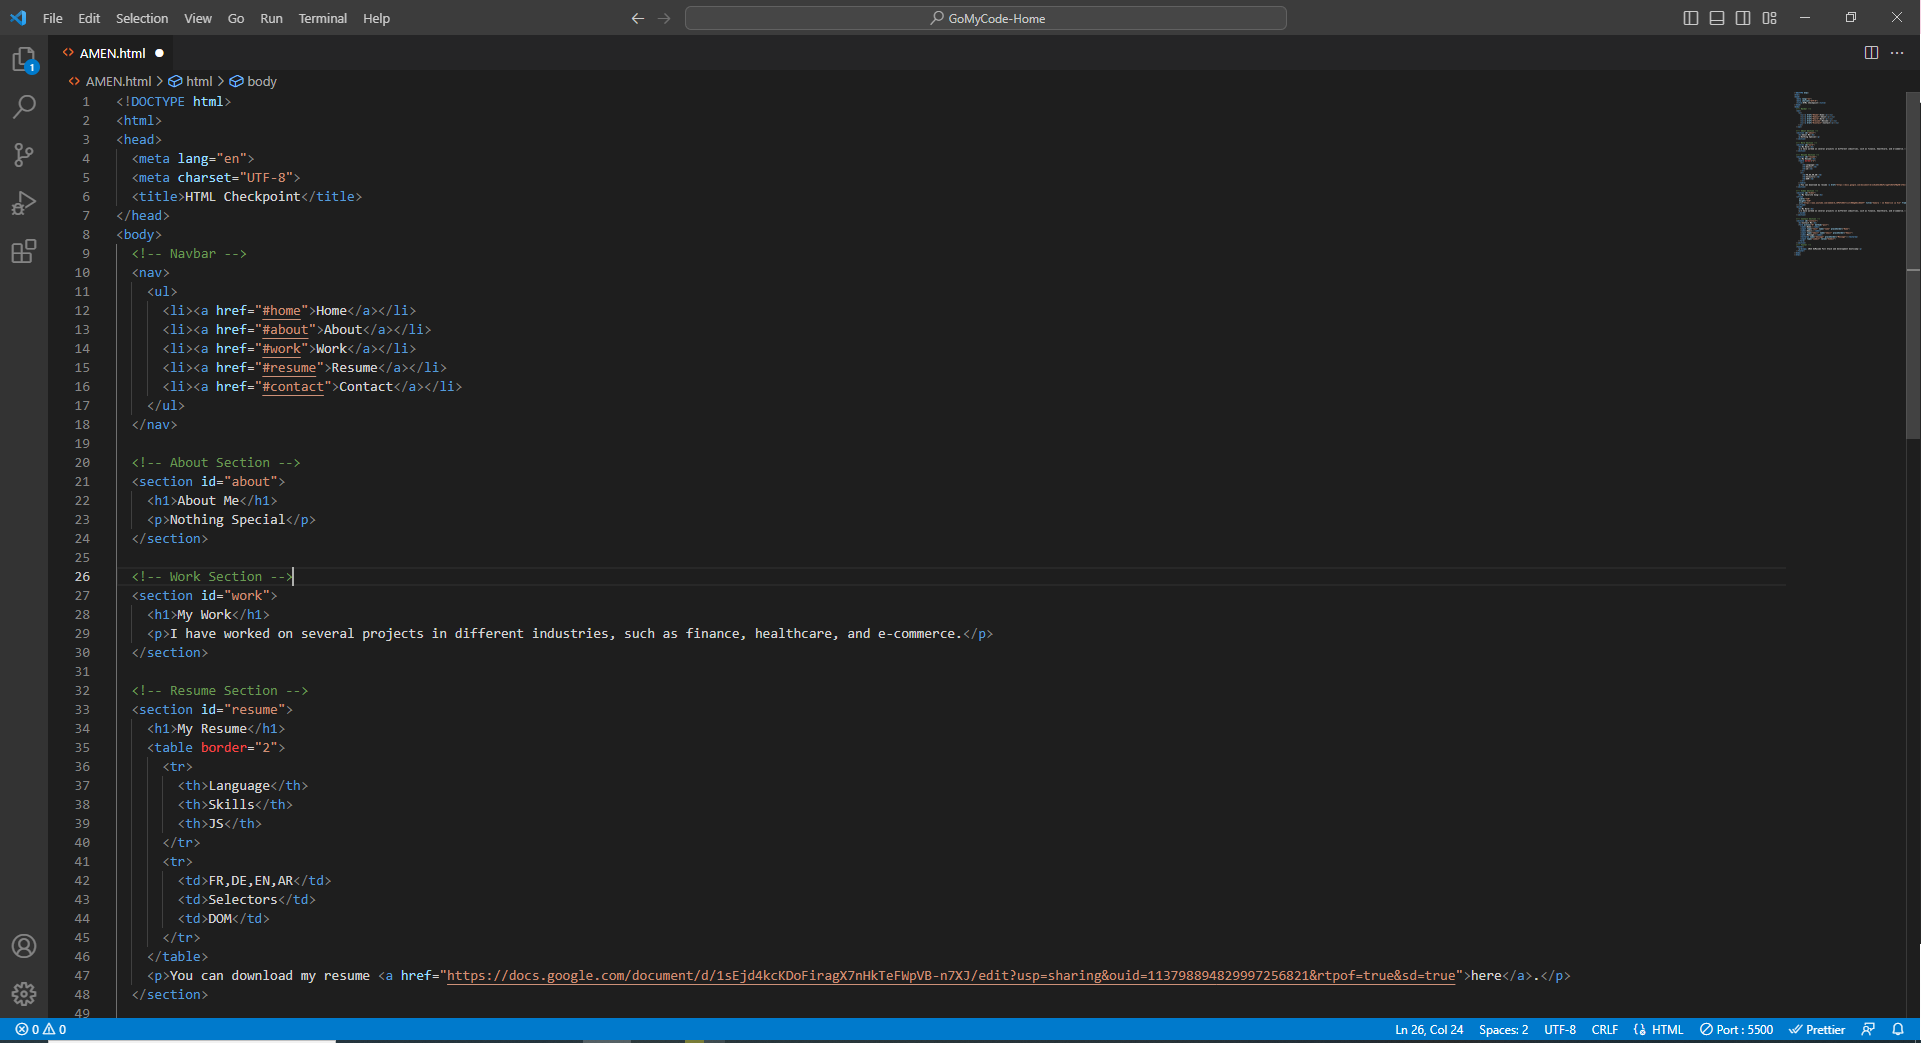 File Edit Selection View Go Run Terminal Help
GoMyCode-Home
AMEN.html
AMEN.html > html > body
1 <!DOCTYPE html>
2 <html>
3 <head>
4 <meta lang="en">
5 <meta charset="UTF-8">
6 <title>HTML Checkpoint</title>
7 </head>
8 <body>
9 <!-- Navbar -->
10 <nav>
11 <ul>
12 <li><a href="#home">Home</a></li>
13 <li><a href="#about">About</a></li>
14 <li><a href="#work">Work</a></li>
15 <li><a href="#resume">Resume</a></li>
16 <li><a href="#contact">Contact</a></li>
17 </ul>
18 </nav>
19
20 <!-- About Section -->
21 <section id="about">
22 <h1>About Me</h1>
23 <p>Nothing Special</p>
24 </section>
25
26 <!-- Work Section -->
27 <section id="work">
28 <h1>My Work</h1>
29 <p>I have worked on several projects in different industries, such as finance, healthcare, and e-commerce.</p>
30 </section>
31
32 <!-- Resume Section -->
33 <section id="resume">
34 <h1>My Resume</h1>
35 <table border="2">
36 <tr>
37 <th>Language</th>
38 <th>Skills</th>
39 <th>JS</th>
40 </tr>
41 <tr>
42 <td>FR,DE,EN,AR</td>
43 <td>Selectors</td>
44 <td>DOM</td>
45 </tr>
46 </table>
47 <p>You can download my resume <a href="https://docs.google.com/document/d/1sEjd4kcKDoFiragX7nHkTeFWpVB-n7XJ/edit?usp=sharing&ouid=113798894829997256821&rtpof=true&sd=true">here</a>.</p>
48 </section>
49
1
0 0 Ln 26, Col 24 Spaces: 2 UTF-8 CRLF HTML Port : 5500 Prettier